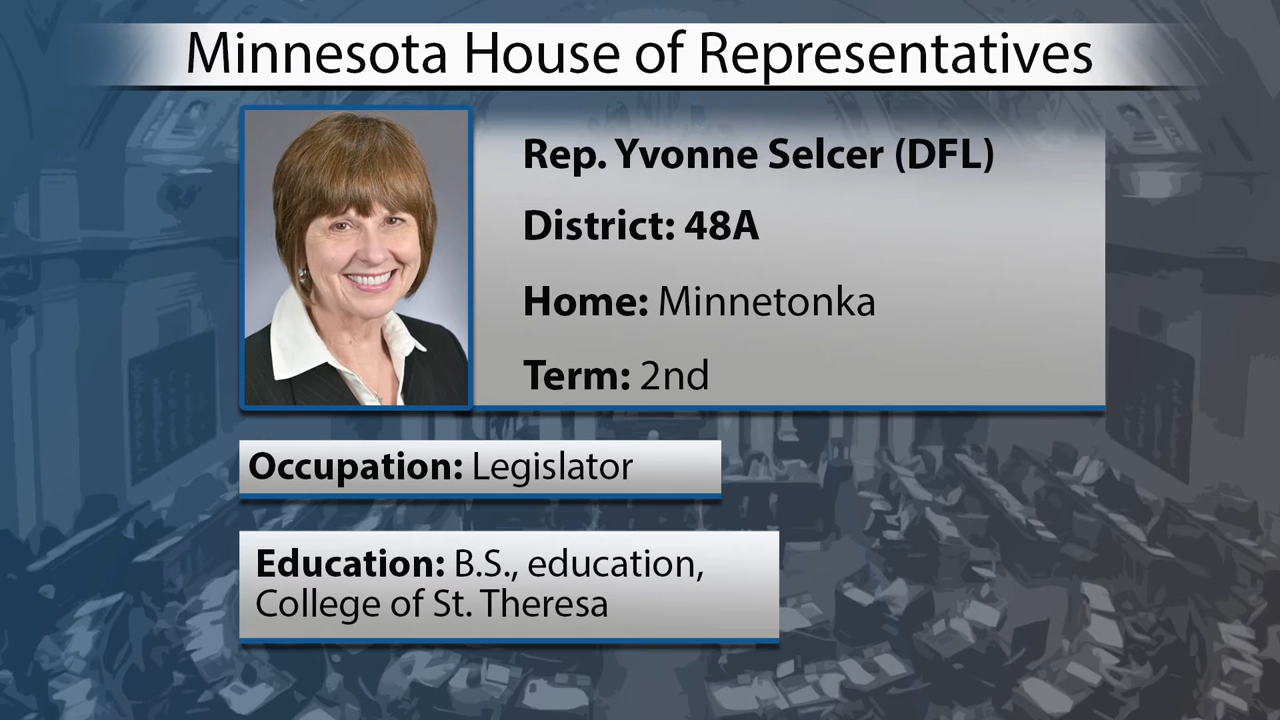 Minnesota House of Representatives
Rep. Yvonne Selcer (DFL)
District: 48A
Home: Minnetonka
Term: 2nd
Occupation: Legislator
Education: B.S., education,
College of St. Theresa